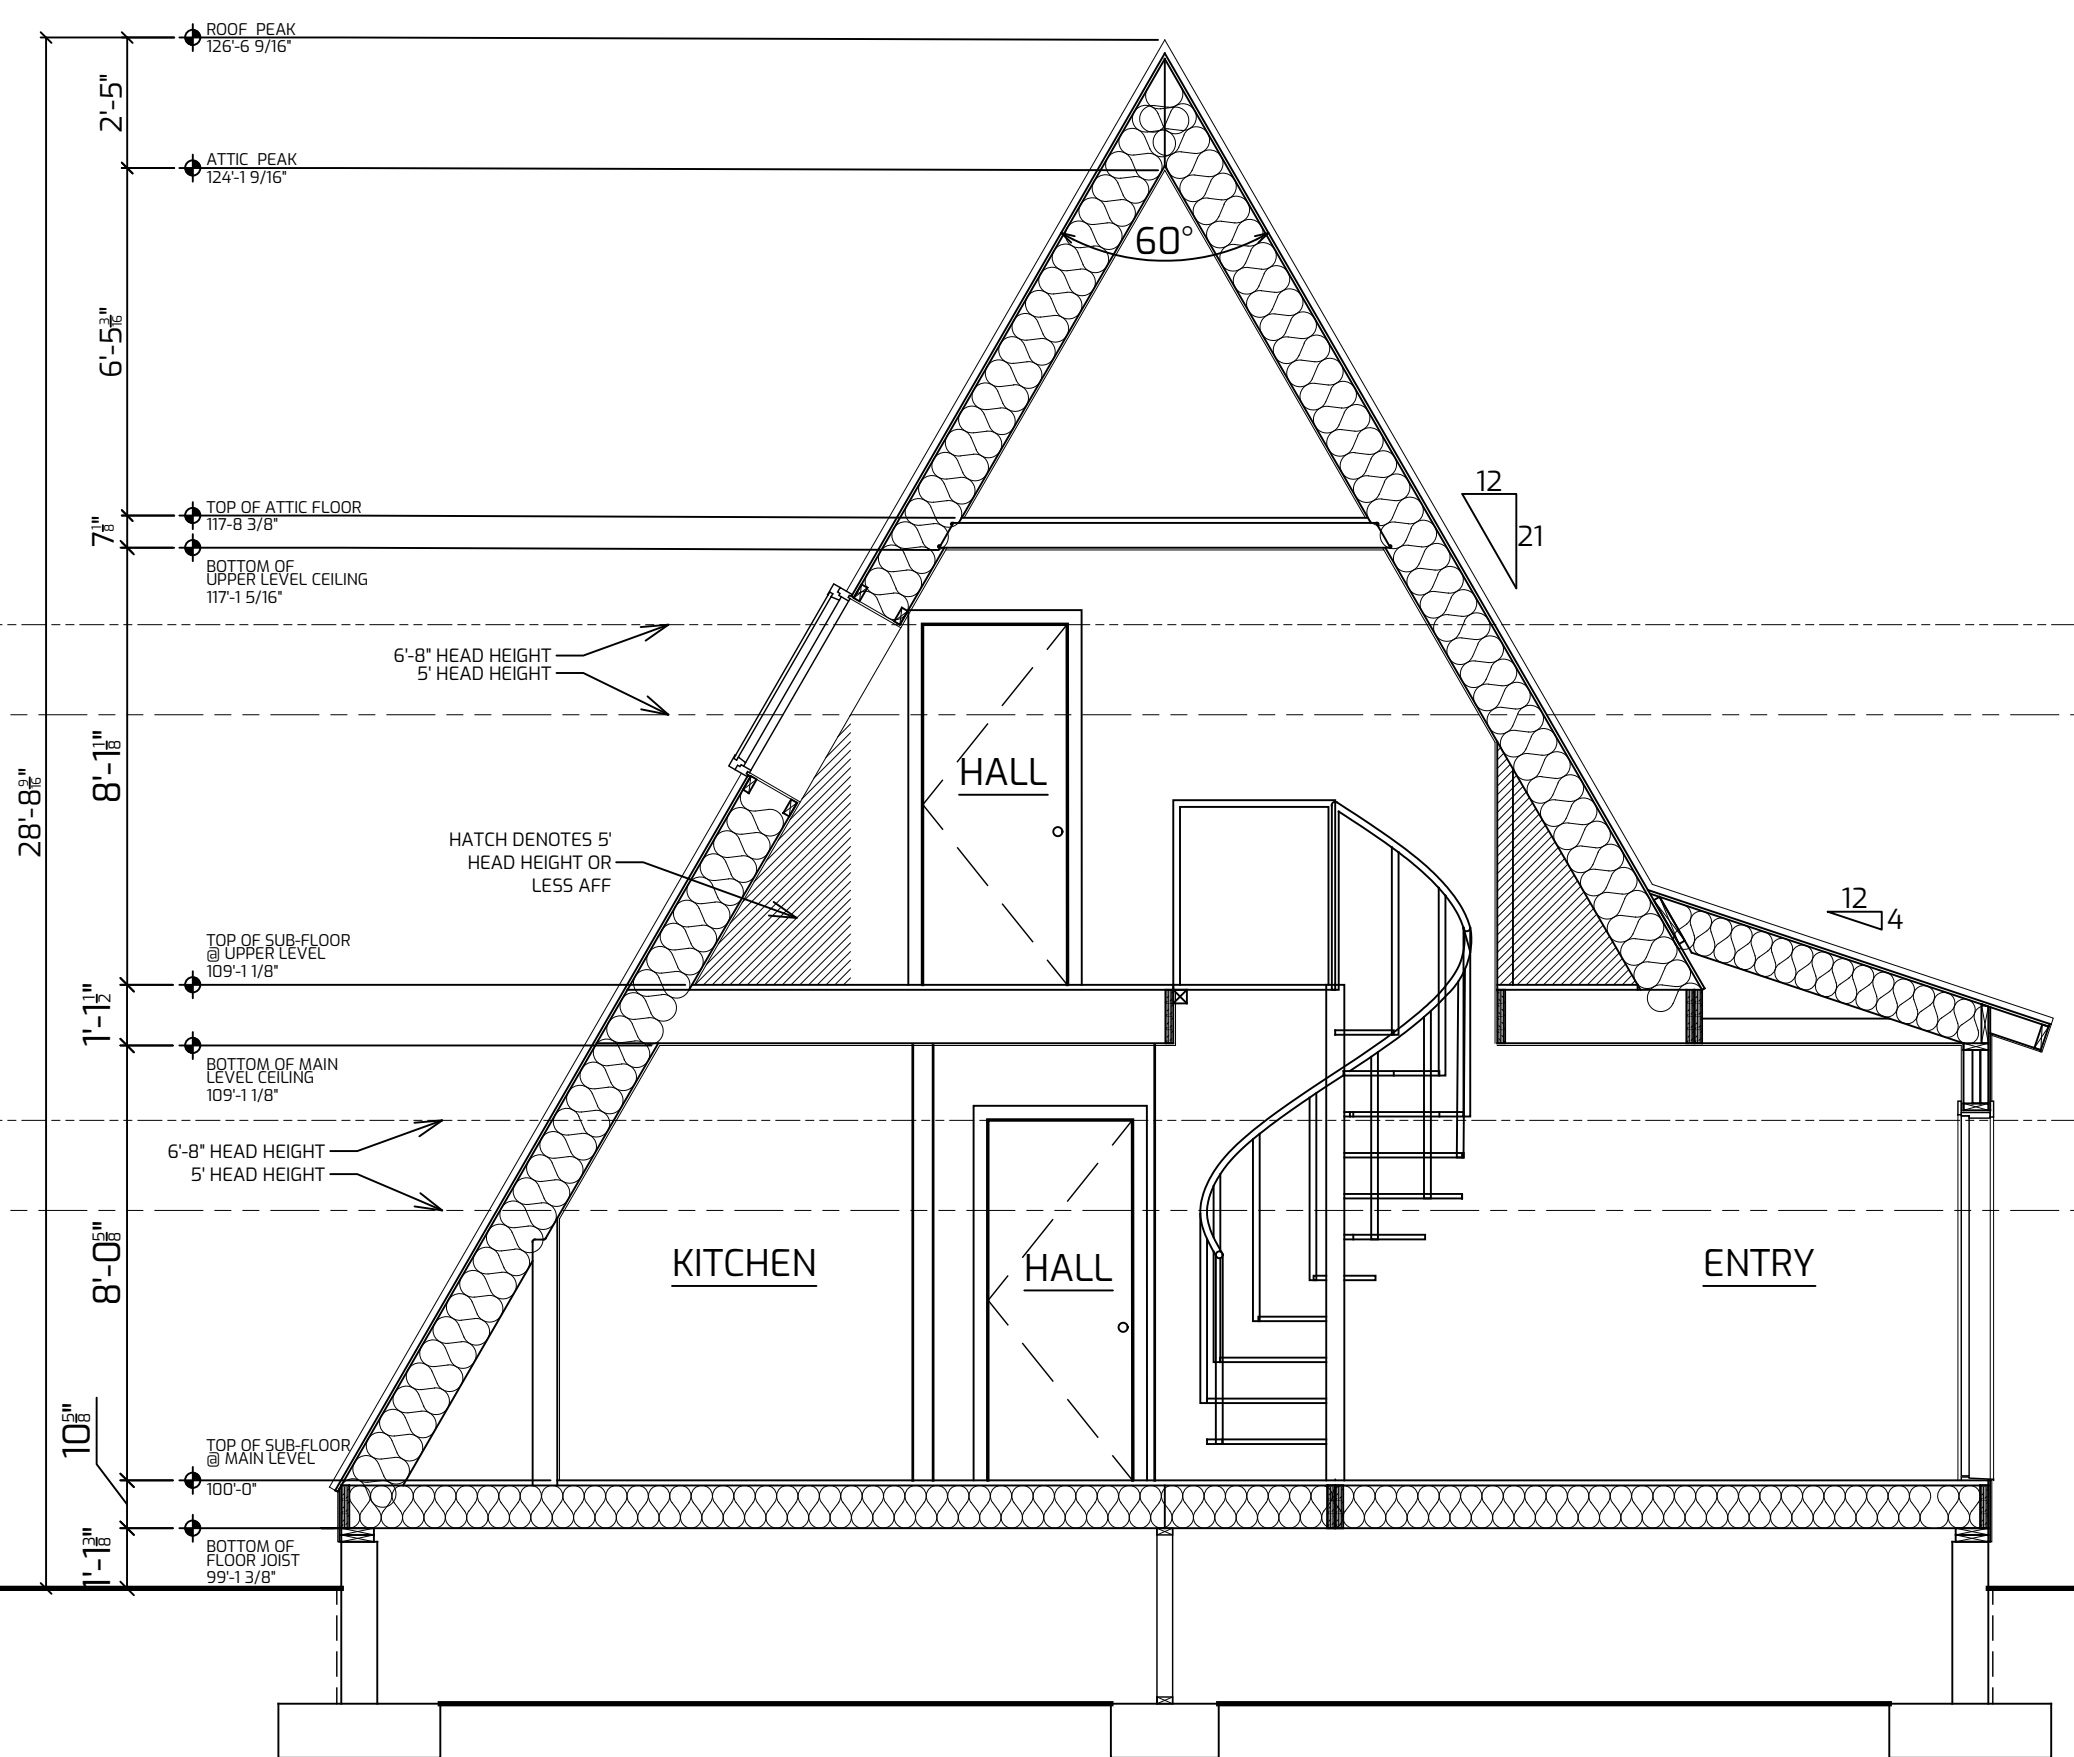 ROOF PEAK
126'-6 9/16"
2'-5"
ATTIC PEAK
124'-1 9/16"
60°
6'-5 3/16"
12
21
TOP OF ATTIC FLOOR
117-8 3/8"
7 1/8"
BOTTOM OF
UPPER LEVEL CEILING
117'-1 5/16"
6'-8" HEAD HEIGHT
5' HEAD HEIGHT
8'-1 1/8"
28'-8 9/16"
HALL
HATCH DENOTES 5'
HEAD HEIGHT OR
LESS AFF
12
4
TOP OF SUB-FLOOR
@ UPPER LEVEL
109'-1 1/8"
1'-1 1/2"
BOTTOM OF MAIN
LEVEL CEILING
109'-1 1/8"
6'-8" HEAD HEIGHT
5' HEAD HEIGHT
8'-0 5/8"
KITCHEN
HALL
ENTRY
10 5/8"
TOP OF SUB-FLOOR
@ MAIN LEVEL
100'-0"
BOTTOM OF
FLOOR JOIST
99'-1 3/8"
1'-1 3/8"